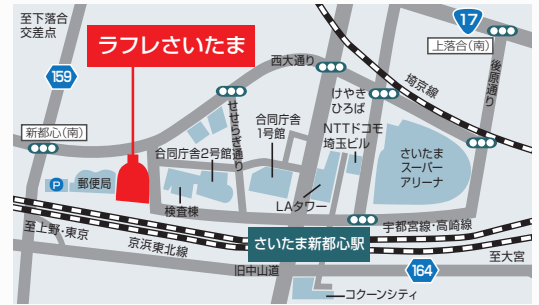 至下落合
交差点
ラフレさいたま
17
上落合(南)
159
西大通り
埼京線
後原通り
けやき
ひろば
せせらぎ通り
合同庁舎
1号館
NTTドコモ
埼玉ビル
新都心(南)
合同庁舎2号館
さいたま
スーパー
アリーナ
P
郵便局
検査棟
LAタワー
至上野・東京
京浜東北線
さいたま新都心駅
宇都宮線・高崎線
至大宮
旧中山道
164
コクーンシティ